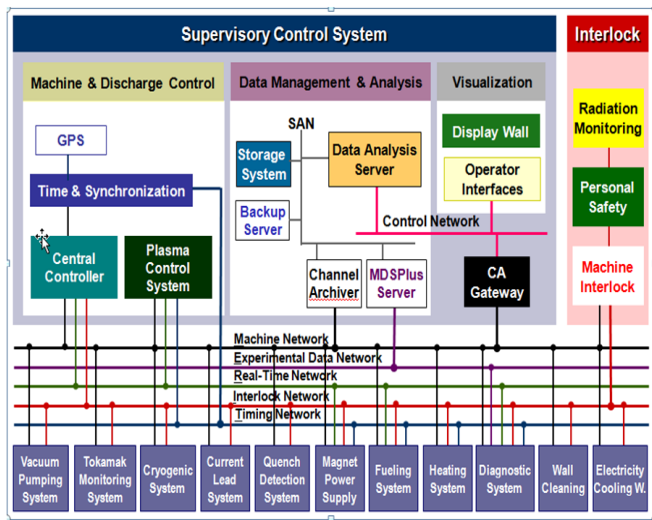 Supervisory Control System
Interlock
Machine & Discharge Control
Data Management & Analysis
Visualization
GPS
Time & Synchronization
Central
Controller
Plasma
Control
System
SAN
Storage
System
Data Analysis
Server
Backup
Server
Control Network
Channel
Archiver
MDSPlus
Server
Display Wall
Operator
Interfaces
CA
Gateway
Radiation
Monitoring
Personal
Safety
Machine
Interlock
Machine Network
Experimental Data Network
Real-Time Network
Interlock Network
Timing Network
Vacuum
Pumping
System
Tokamak
Monitoring
System
Cryogenic
System
Current
Lead
System
Quench
Detection
System
Magnet
Power
Supply
Fueling
System
Heating
System
Diagnostic
System
Wall
Cleaning
Electricity
Cooling W.